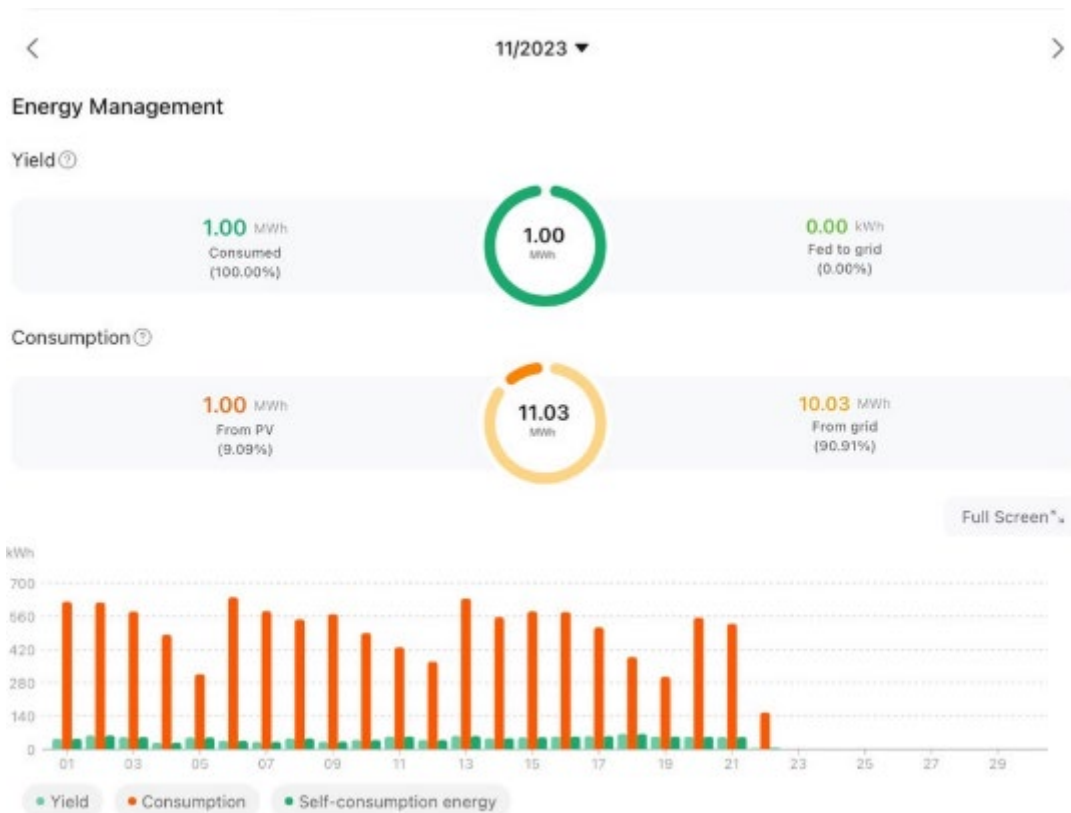 11/2023
Energy Management
Yield
1.00 MWh
Consumed
(100.00%)
1.00
MWh
0.00 kWh
Fed to grid
(0.00%)
Consumption
1.00 MWh
From PV
(9.09%)
11.03
MWh
10.03 MWh
From grid
(90.91%)
Full Screen
kWh
700
560
420
280
140
0
01 03 05 07 09 11 13 15 17 19 21 23 25 27 29
Yield Consumption Self-consumption energy